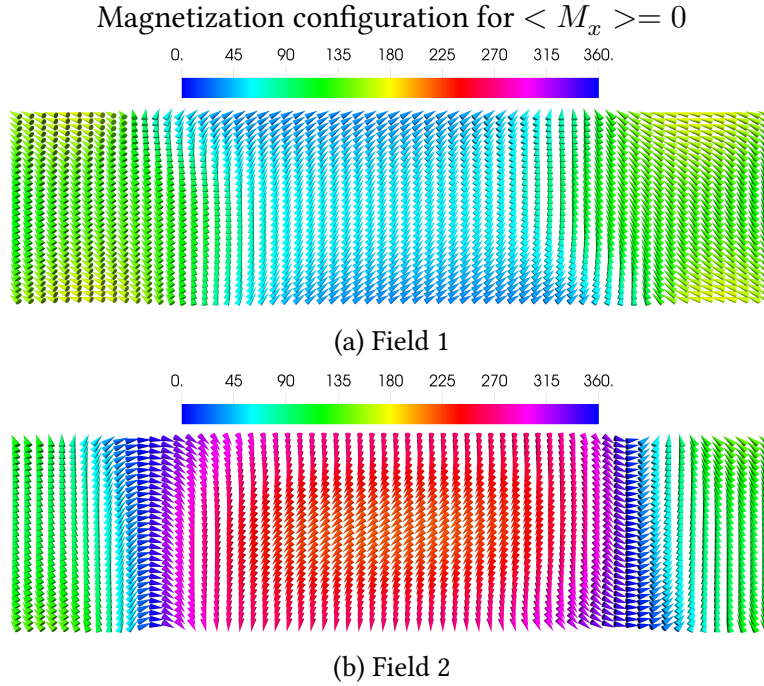 Magnetization configuration for < M_x >= 0
0. 45 90 135 180 225 270 315 360.
(a) Field 1
0. 45 90 135 180 225 270 315 360.
(b) Field 2